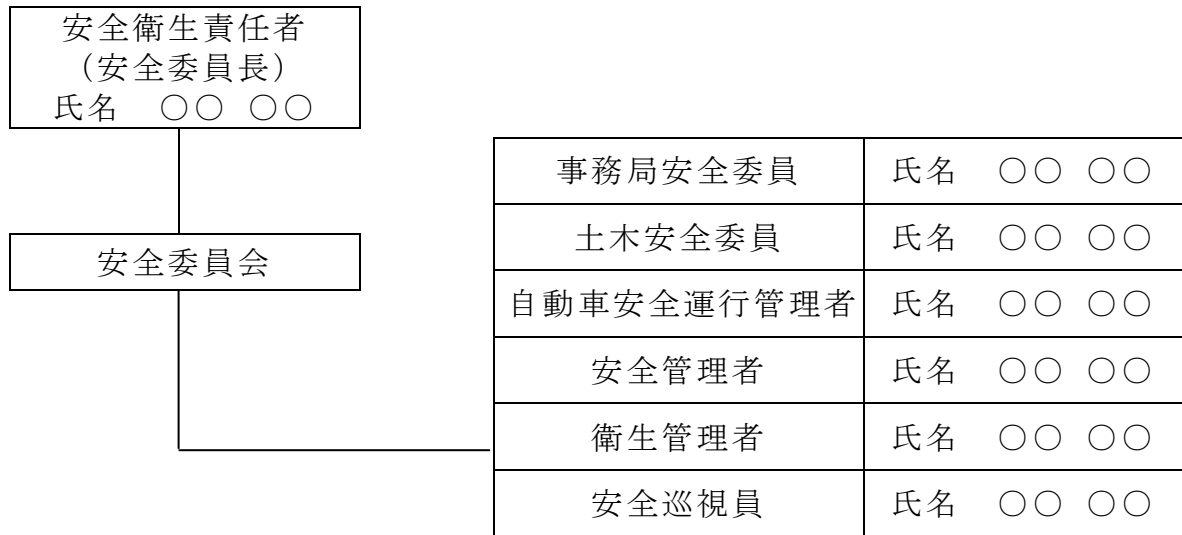 安全衛生責任者
（安全委員長）
氏名　○○ ○○
安全委員会
事務局安全委員　氏名　○○ ○○
土木安全委員　氏名　○○ ○○
自動車安全運行管理者　氏名　○○ ○○
安全管理者　氏名　○○ ○○
衛生管理者　氏名　○○ ○○
安全巡視員　氏名　○○ ○○